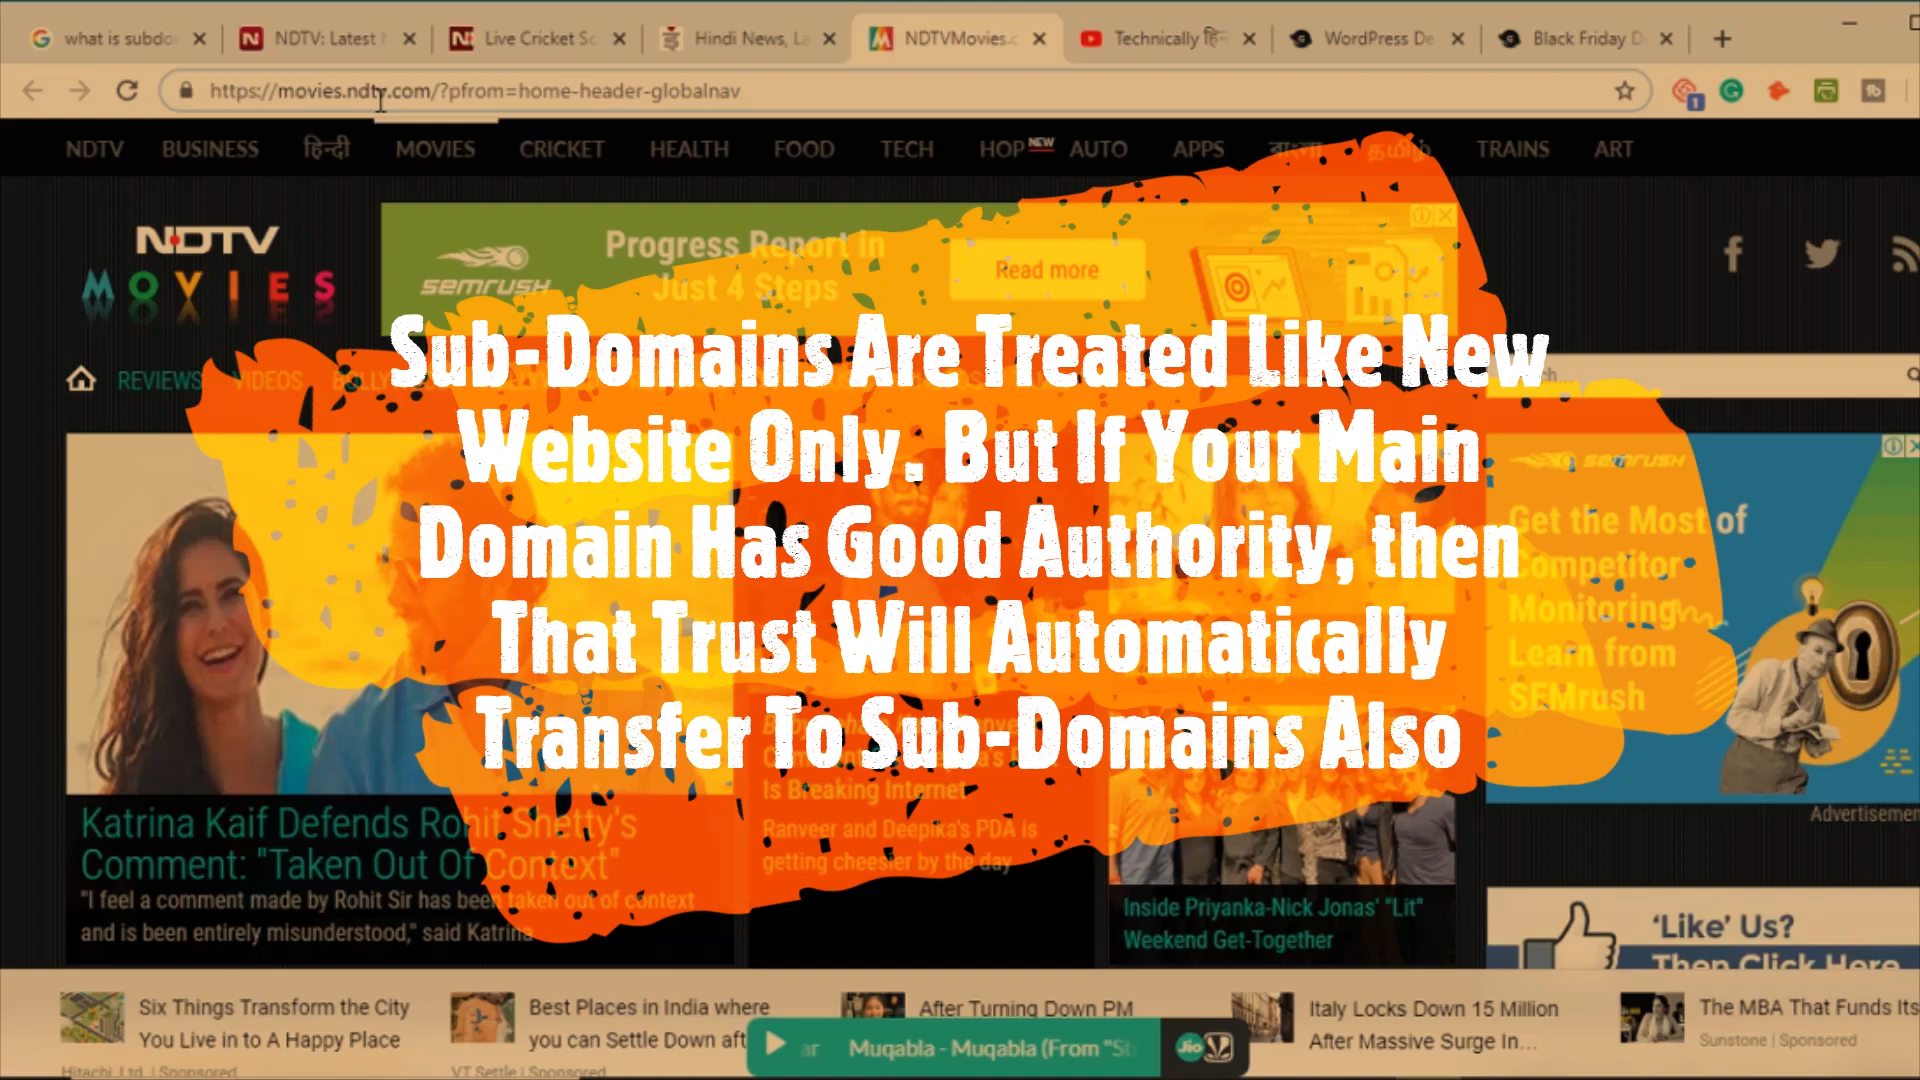 what is subdo
NDTV: Latest
Live Cricket Sc
Hindi News, La
NDTVMovies.c
Technically हिन्
WordPress De
Black Friday D
https://movies.ndtv.com/?pfrom=home-header-globalnav
1
NDTV BUSINESS हिन्दी MOVIES CRICKET HEALTH FOOD TECH HOP NEW AUTO APPS বাংলা தமிழ் TRAINS ART
NDTV
MOVIES
semrush
Progress Report in
Just 4 Steps
Read more
REVIEWS VIDEOS
Sub-Domains Are Treated Like New
Website Only. But If Your Main
Domain Has Good Authority, then
That Trust Will Automatically
Transfer To Sub-Domains Also
semrush
Get the Most of
Competitor
Monitoring
Learn from
SEMrush
Advertisemen
Katrina Kaif Defends Rohit Shetty's
Comment: "Taken Out Of Context"
"I feel a comment made by Rohit Sir has been taken out of context
and is been entirely misunderstood," said Katrina
Is Breaking Internet
Ranveer and Deepika's PDA is
getting cheesier by the day
Inside Priyanka-Nick Jonas' "Lit"
Weekend Get-Together
'Like' Us?
Then Click Here
Six Things Transform the City
You Live in to A Happy Place
Hitachi, Ltd. | Sponsored
Best Places in India where
you can Settle Down aft
VT Settle | Sponsored
After Turning Down PM
Italy Locks Down 15 Million
After Massive Surge In...
The MBA That Funds Its
Sunstone | Sponsored
ar Muqabla - Muqabla (From "St
Jio